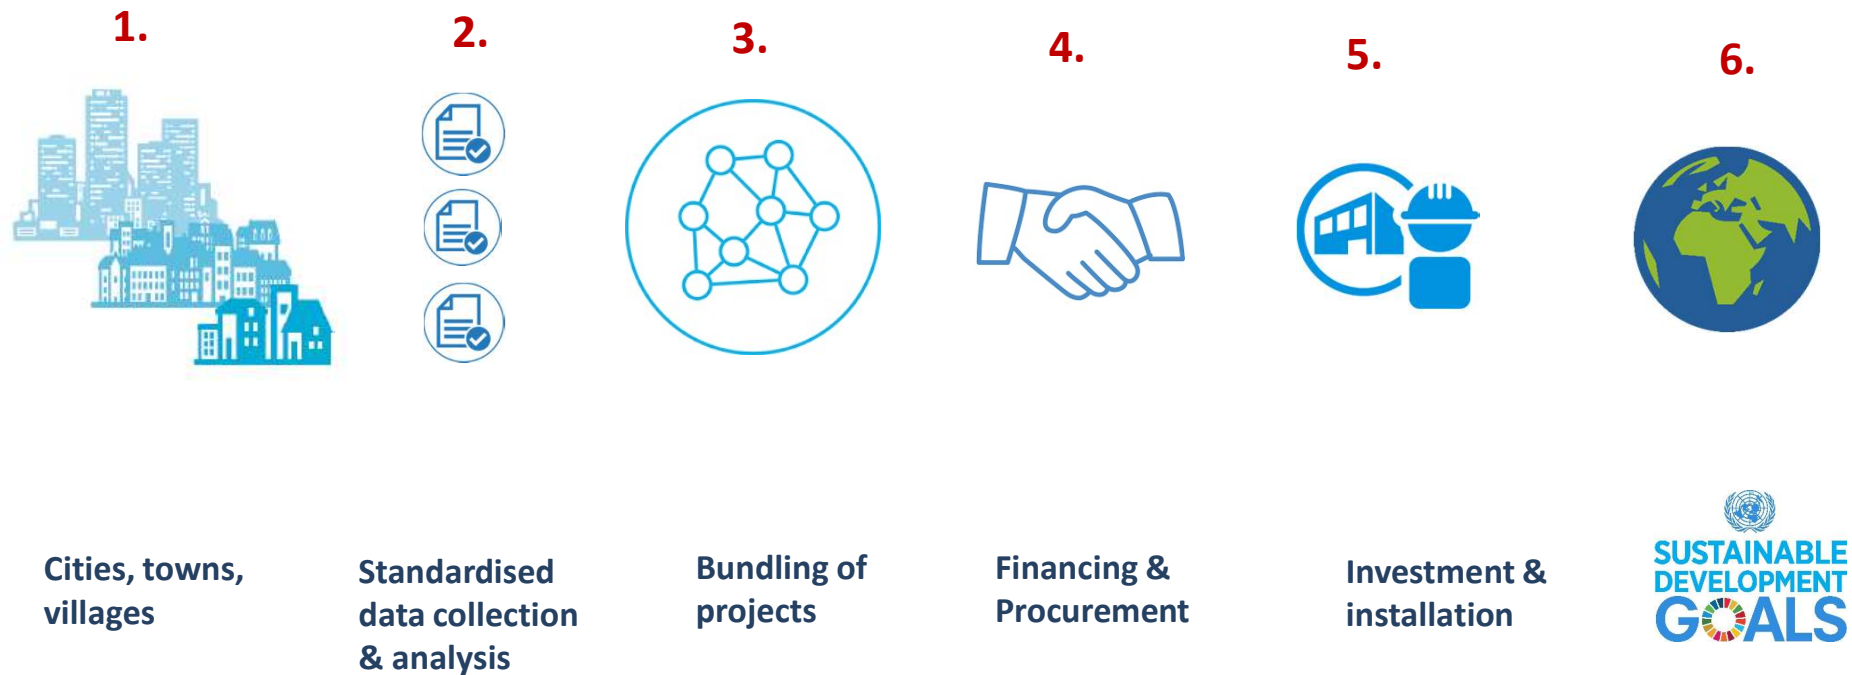 1.
2.
3.
4.
5.
6.
Cities, towns,
villages
Standardised
data collection
& analysis
Bundling of
projects
Financing &
Procurement
Investment &
installation
SUSTAINABLE
DEVELOPMENT
GOALS